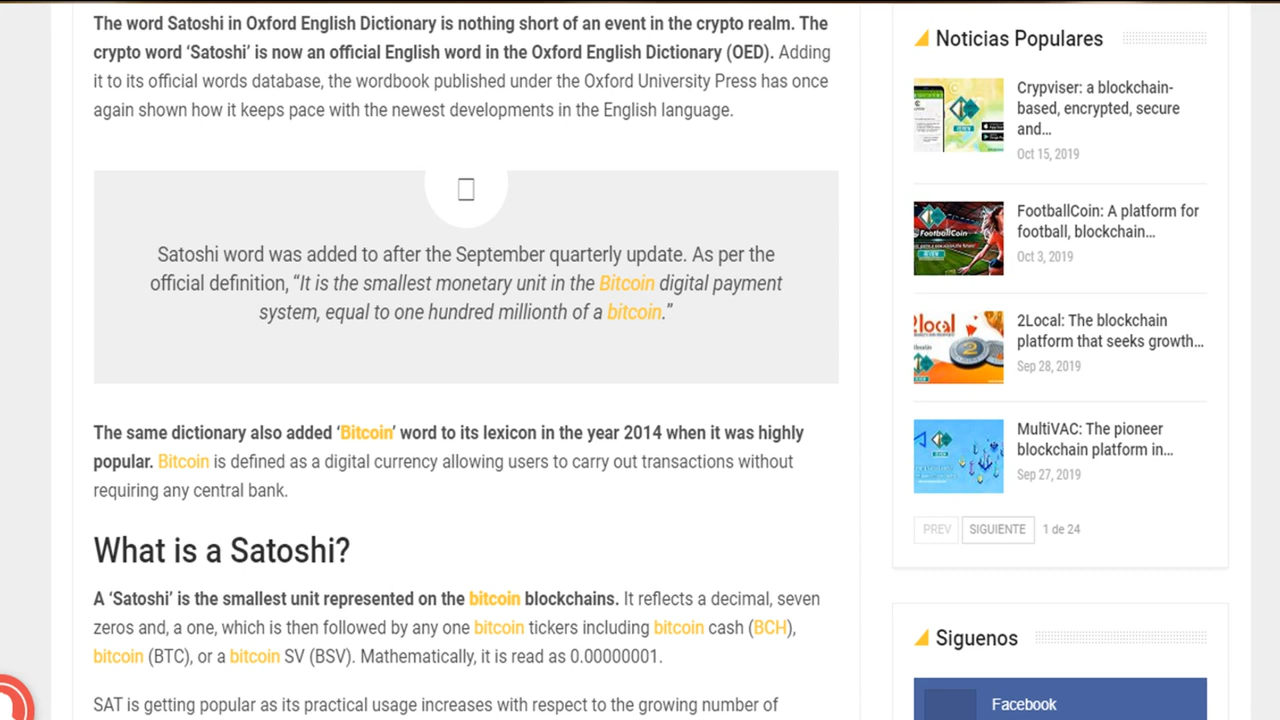 The word Satoshi in Oxford English Dictionary is nothing short of an event in the crypto realm. The
crypto word ‘Satoshi’ is now an official English word in the Oxford English Dictionary (OED). Adding
it to its official words database, the wordbook published under the Oxford University Press has once
again shown how it keeps pace with the newest developments in the English language.
Satoshi word was added to after the September quarterly update. As per the
official definition, “It is the smallest monetary unit in the Bitcoin digital payment
system, equal to one hundred millionth of a bitcoin.”
The same dictionary also added ‘Bitcoin’ word to its lexicon in the year 2014 when it was highly
popular. Bitcoin is defined as a digital currency allowing users to carry out transactions without
requiring any central bank.
What is a Satoshi?
A ‘Satoshi’ is the smallest unit represented on the bitcoin blockchains. It reflects a decimal, seven
zeros and, a one, which is then followed by any one bitcoin tickers including bitcoin cash (BCH),
bitcoin (BTC), or a bitcoin SV (BSV). Mathematically, it is read as 0.00000001.
SAT is getting popular as its practical usage increases with respect to the growing number of
Noticias Populares
Crypviser: a blockchain-
based, encrypted, secure
and...
Oct 15, 2019
FootballCoin
REVIEW
FootballCoin: A platform for
football, blockchain...
Oct 3, 2019
2local
2
2Local: The blockchain
platform that seeks growth...
Sep 28, 2019
MultiVAC: The pioneer
blockchain platform in...
Sep 27, 2019
PREV
SIGUIENTE
1 de 24
Siguenos
Facebook